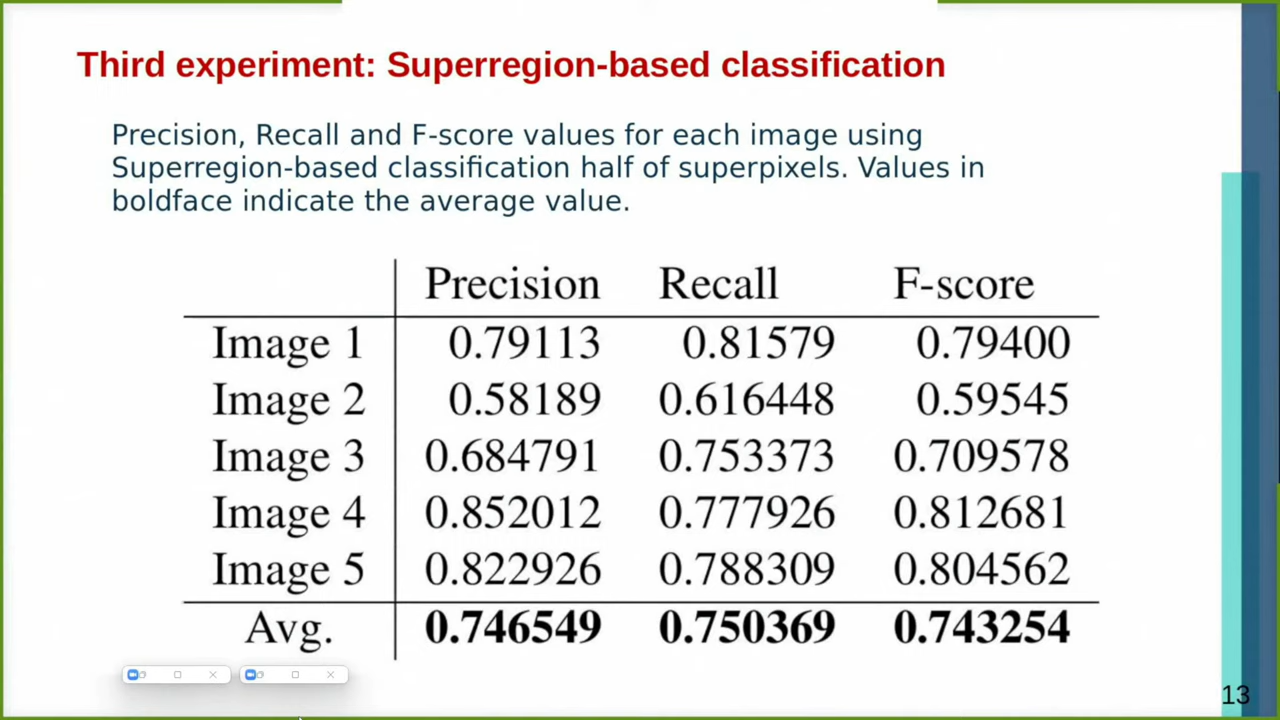 Third experiment: Superregion-based classification
Precision, Recall and F-score values for each image using
Superregion-based classification half of superpixels. Values in
boldface indicate the average value.
Precision Recall F-score
Image 1 0.79113 0.81579 0.79400
Image 2 0.58189 0.616448 0.59545
Image 3 0.684791 0.753373 0.709578
Image 4 0.852012 0.777926 0.812681
Image 5 0.822926 0.788309 0.804562
Avg. 0.746549 0.750369 0.743254
13